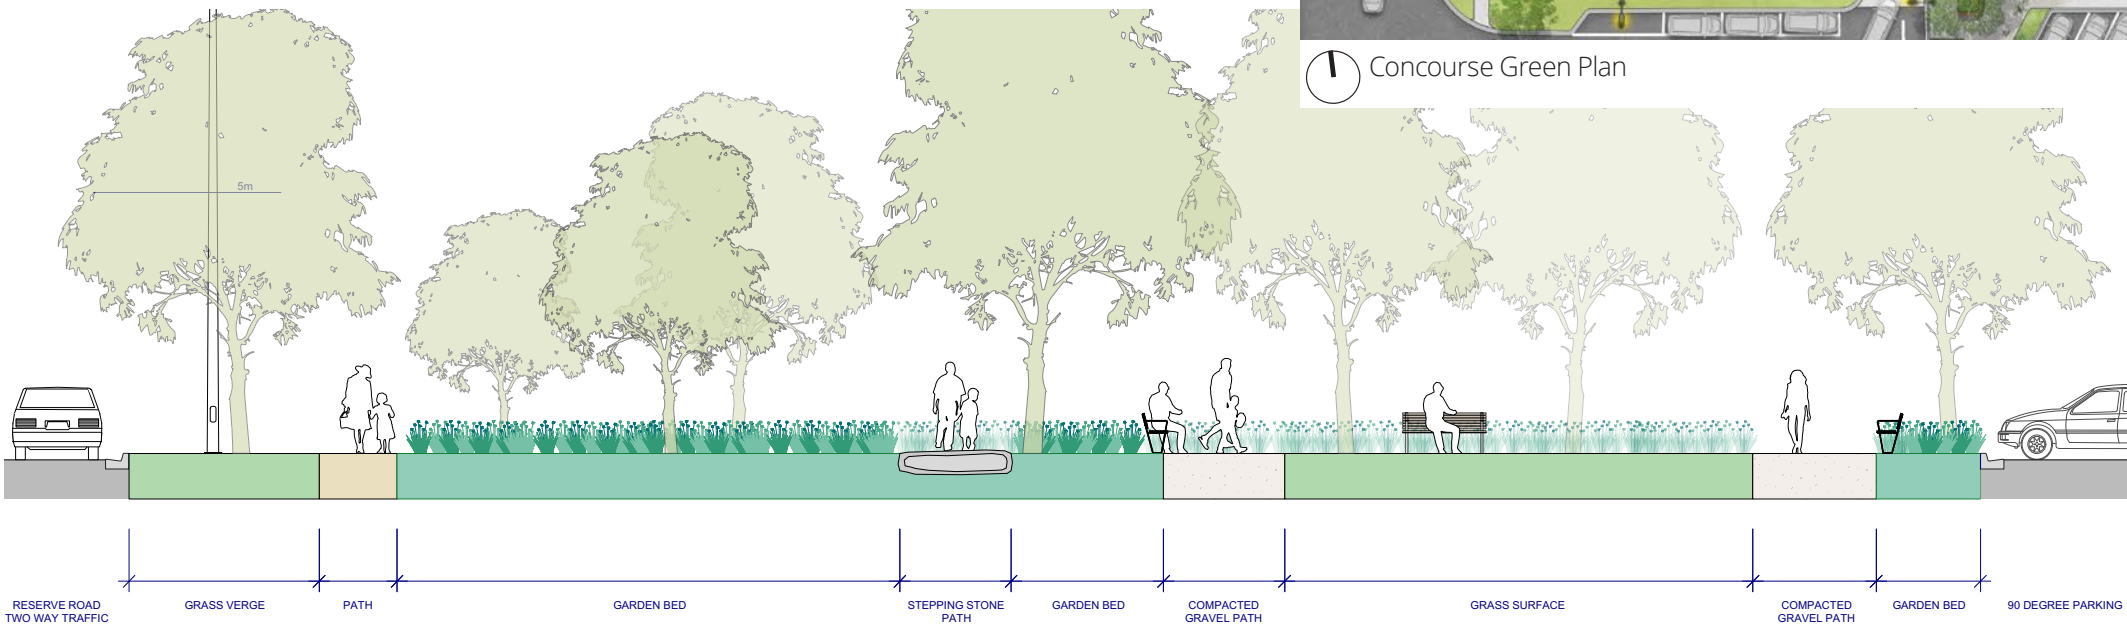 Concourse Green Plan
5m
RESERVE ROAD
TWO WAY TRAFFIC
GRASS VERGE
PATH
GARDEN BED
STEPPING STONE
PATH
GARDEN BED
COMPACTED
GRAVEL PATH
GRASS SURFACE
COMPACTED
GRAVEL PATH
GARDEN BED
90 DEGREE PARKING